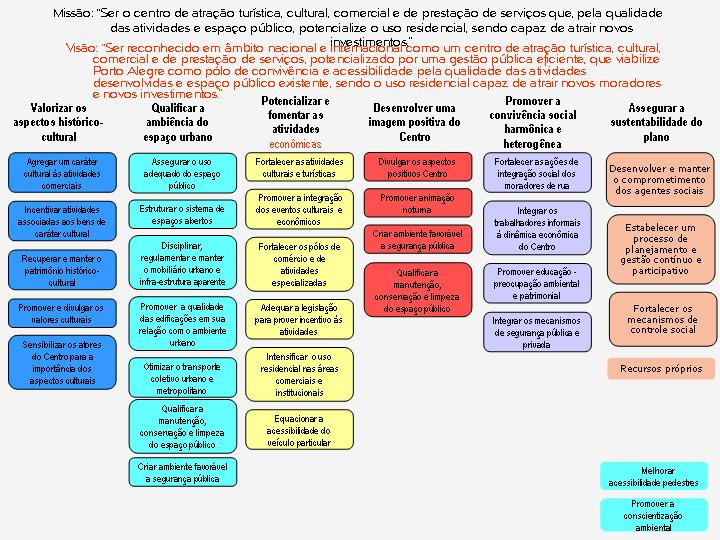 Missão: "Ser o centro de atração turística, cultural, comercial e de prestação de serviços que, pela qualidade
das atividades e espaço público, potencialize o uso residencial, sendo capaz de atrair novos
investimentos."
Visão: "Ser reconhecido em âmbito nacional e internacional como um centro de atração turística, cultural,
comercial e de prestação de serviços, potencializado por uma gestão pública eficiente, que viabilize
Porto Alegre como pólo de convivência e acessibilidade pela qualidade das atividades
desenvolvidas e espaço público existente, sendo o uso residencial capaz de atrair novos moradores
e novos investimentos."
Valorizar os
aspectos histórico-
cultural
Agregar um caráter
cultural ás atividades
comerciais
Incentivar atividades
associadas aos bens de
caráter cultural
Recuperar e manter o
patrimônio histórico-
cultural
Promover e divulgar os
valores culturais
Sensibilizar os atores
do Centro para a
importância dos
aspectos culturais
Qualificar a
ambiência do
espaço urbano
Assegurar o uso
adequado do espaço
público
Estruturar o sistema de
espaços abertos
Disciplinar,
regulamentar e manter
o mobiliário urbano e
infra-estrutura aparente
Promover a qualidade
das edificações em sua
relação com o ambiente
urbano
Otimizar o transporte
coletivo urbano e
metropolitano
Qualificar a
manutenção,
conservação e limpeza
do espaço público
Criar ambiente favorável
a segurança pública
Potencializar e
fomentar as
atividades
econômicas
Fortalecer as atividades
culturais e turísticas
Promover a integração
dos eventos culturais e
econômicos
Fortalecer os pólos de
comércio e de
atividades
especializadas
Adequar a legislação
para prover incentivo ás
atividades
Intensificar o uso
residencial nas áreas
comerciais e
institucionais
Equacionar a
acessibilidade do
veículo particular
Desenvolver uma
imagem positiva do
Centro
Divulgar os aspectos
positivos Centro
Promover animação
noturna
Criar ambiente favorável
a segurança pública
Qualificar a
manutenção,
conservação e limpeza
do espaço público
Promover a
convivência social
harmônica e
heterogênea
Fortalecer as ações de
integração social dos
moradores de rua
Integrar os
trabalhadores informais
á dinâmica econômica
do Centro
Promover educação -
preocupação ambiental
e patrimonial
Integrar os mecanismos
de segurança pública e
privada
Assegurar a
sustentabilidade do
plano
Desenvolver e manter
o comprometimento
dos agentes sociais
Estabelecer um
processo de
planejamento e
gestão contínuo e
participativo
Fortalecer os
mecanismos de
controle social
Recursos próprios
Melhorar
acessibilidade pedestres
Promover a
conscientização
ambiental